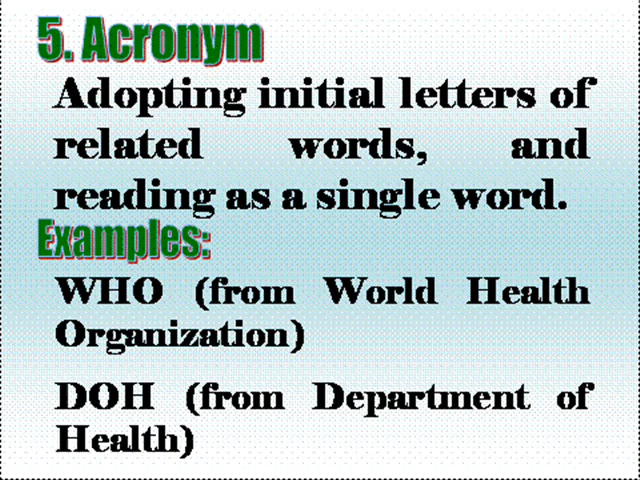 5. Acronym
Adopting initial letters of
related words, and
reading as a single word.
Examples:
WHO (from World Health
Organization)
DOH (from Department of
Health)